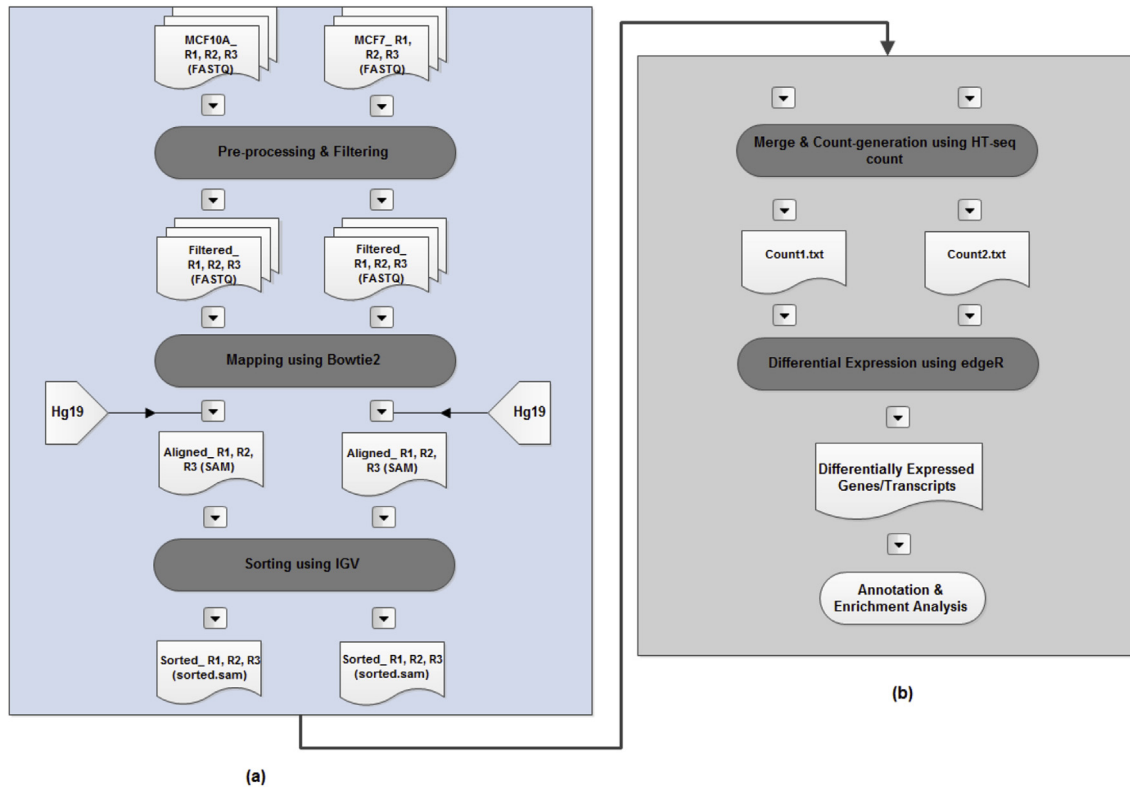 MCF10A_
R1, R2, R3
(FASTQ)
MCF7_ R1,
R2, R3
(FASTQ)
Pre-processing & Filtering
Filtered_
R1, R2, R3
(FASTQ)
Filtered_
R1, R2, R3
(FASTQ)
Mapping using Bowtie2
Hg19
Hg19
Aligned_ R1, R2,
R3 (SAM)
Aligned_ R1, R2,
R3 (SAM)
Sorting using IGV
Sorted_ R1, R2, R3
(sorted.sam)
Sorted_ R1, R2, R3
(sorted.sam)
(a)
Merge & Count-generation using HT-seq
count
Count1.txt
Count2.txt
Differential Expression using edgeR
Differentially Expressed
Genes/Transcripts
Annotation &
Enrichment Analysis
(b)